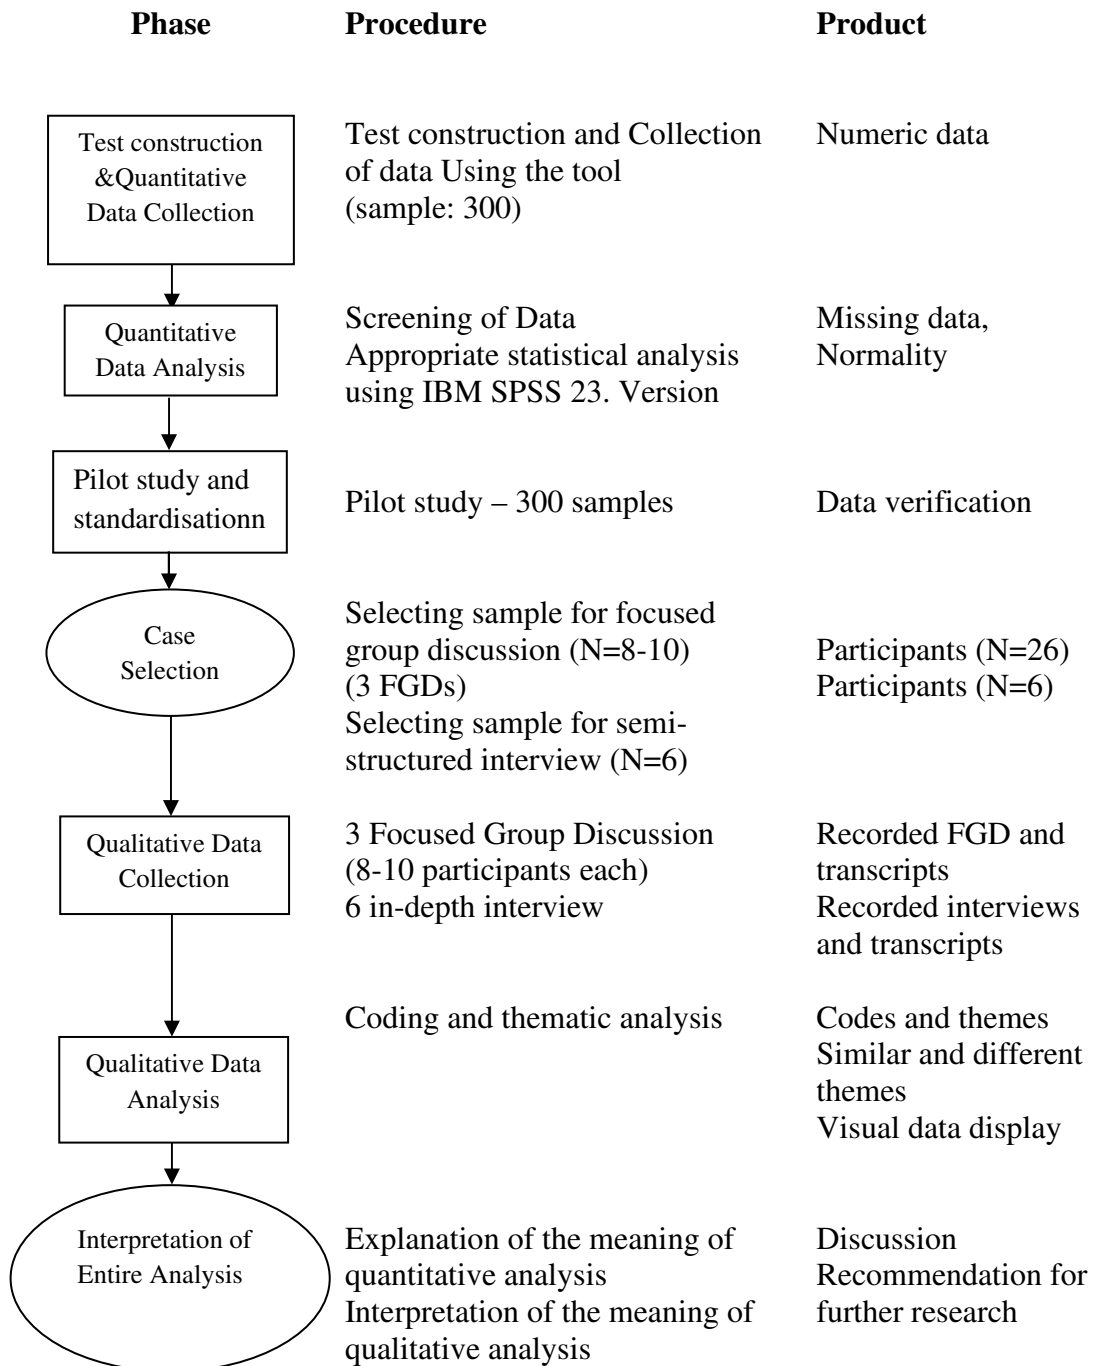 Phase Procedure Product
Test construction
&Quantitative
Data Collection
Test construction and Collection
of data Using the tool
(sample: 300)
Numeric data
Quantitative
Data Analysis
Screening of Data
Appropriate statistical analysis
using IBM SPSS 23. Version
Missing data,
Normality
Pilot study and
standardisationn
Pilot study – 300 samples
Data verification
Case
Selection
Selecting sample for focused
group discussion (N=8-10)
(3 FGDs)
Selecting sample for semi-
structured interview (N=6)
Participants (N=26)
Participants (N=6)
Qualitative Data
Collection
3 Focused Group Discussion
(8-10 participants each)
6 in-depth interview
Recorded FGD and
transcripts
Recorded interviews
and transcripts
Qualitative Data
Analysis
Coding and thematic analysis
Codes and themes
Similar and different
themes
Visual data display
Interpretation of
Entire Analysis
Explanation of the meaning of
quantitative analysis
Interpretation of the meaning of
qualitative analysis
Discussion
Recommendation for
further research